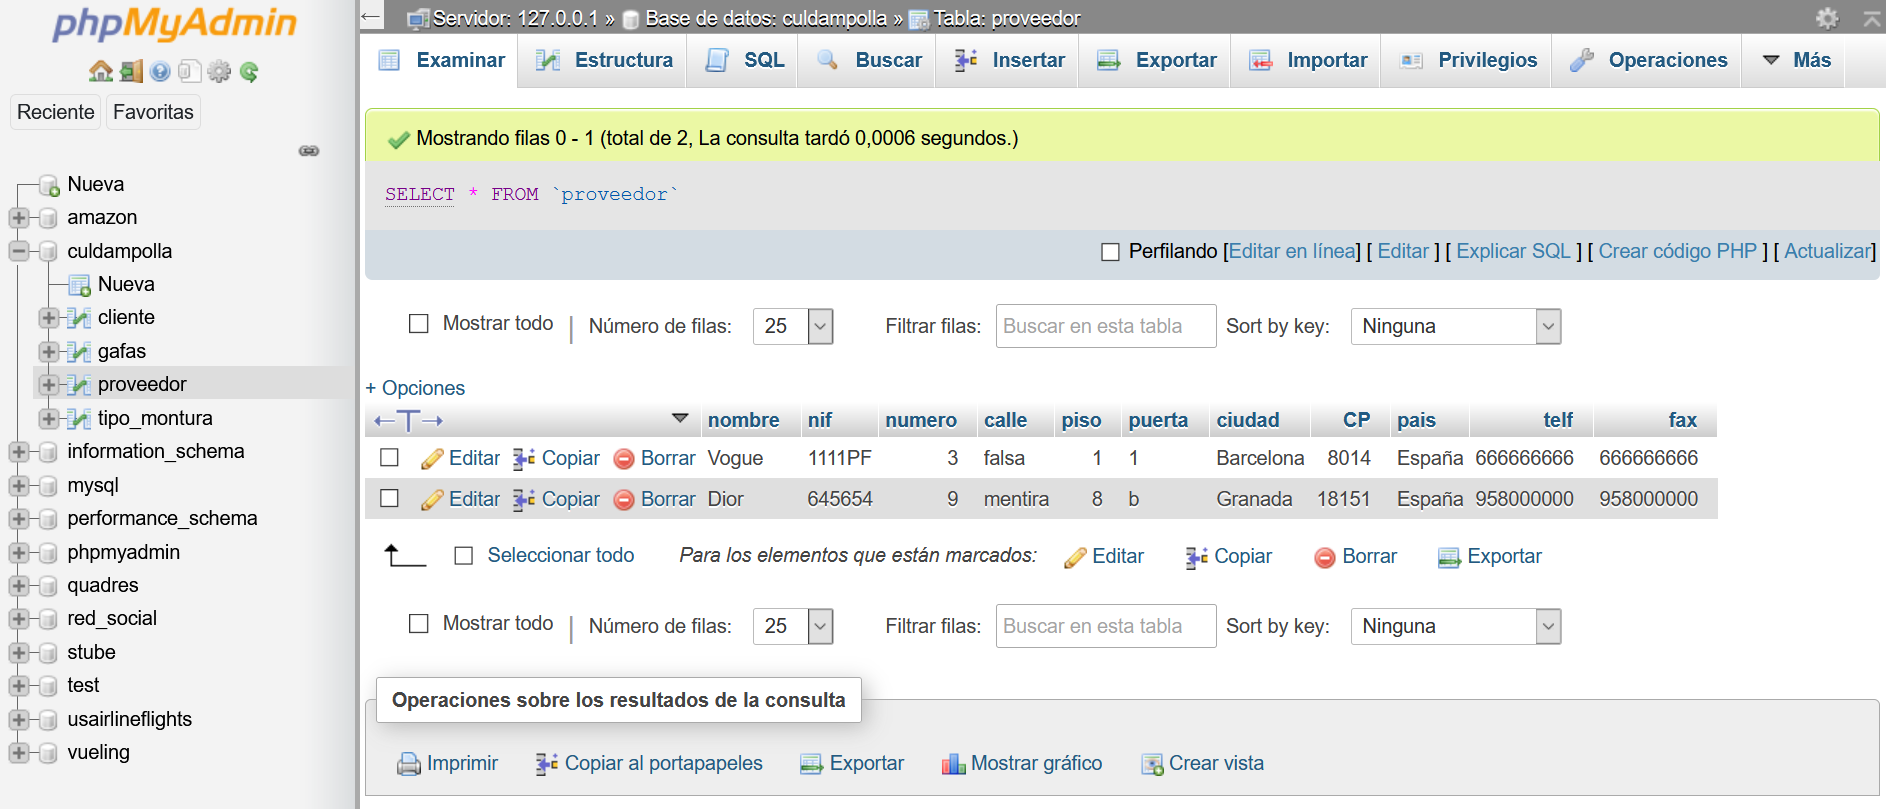 phpMyAdmin
Reciente Favoritas
Nueva
amazon
culdampolla
Nueva
cliente
gafas
proveedor
tipo_montura
information_schema
mysql
performance_schema
phpmyadmin
quadres
red_social
stube
test
usairlineflights
vueling
Servidor: 127.0.0.1 » Base de datos: culdampolla » Tabla: proveedor
Examinar Estructura SQL Buscar Insertar Exportar Importar Privilegios Operaciones Más
Mostrando filas 0 - 1 (total de 2, La consulta tardó 0,0006 segundos.)
SELECT * FROM `proveedor`
Perfilando [Editar en línea] [ Editar ] [ Explicar SQL ] [ Crear código PHP ] [ Actualizar]
Mostrar todo | Número de filas: 25 Filtrar filas: Buscar en esta tabla Sort by key: Ninguna
+ Opciones
←T→ nombre nif numero calle piso puerta ciudad CP pais telf fax
Editar Copiar Borrar Vogue 1111PF 3 falsa 1 1 Barcelona 8014 España 666666666 666666666
Editar Copiar Borrar Dior 645654 9 mentira 8 b Granada 18151 España 958000000 958000000
Seleccionar todo Para los elementos que están marcados: Editar Copiar Borrar Exportar
Mostrar todo | Número de filas: 25 Filtrar filas: Buscar en esta tabla Sort by key: Ninguna
Operaciones sobre los resultados de la consulta
Imprimir Copiar al portapapeles Exportar Mostrar gráfico Crear vista